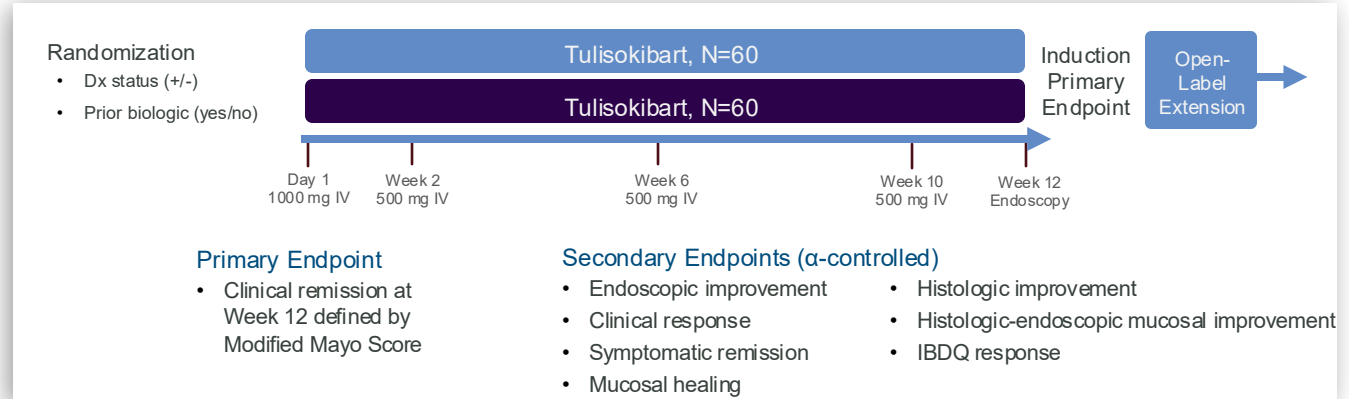 Randomization
• Dx status (+/-)
• Prior biologic (yes/no)
Tulisokibart, N=60
Tulisokibart, N=60
Induction
Primary
Endpoint
Open-
Label
Extension
Day 1
1000 mg IV
Week 2
500 mg IV
Week 6
500 mg IV
Week 10
500 mg IV
Week 12
Endoscopy
Primary Endpoint
• Clinical remission at
Week 12 defined by
Modified Mayo Score
Secondary Endpoints (α-controlled)
• Endoscopic improvement
• Clinical response
• Symptomatic remission
• Mucosal healing
• Histologic improvement
• Histologic-endoscopic mucosal improvement
• IBDQ response